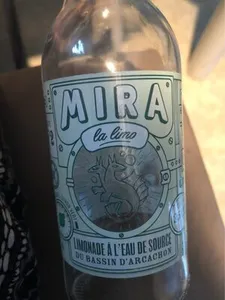 MIRA
la limo
LIMONADE À L'EAU DE SOURCE
DU BASSIN D'ARCACHON